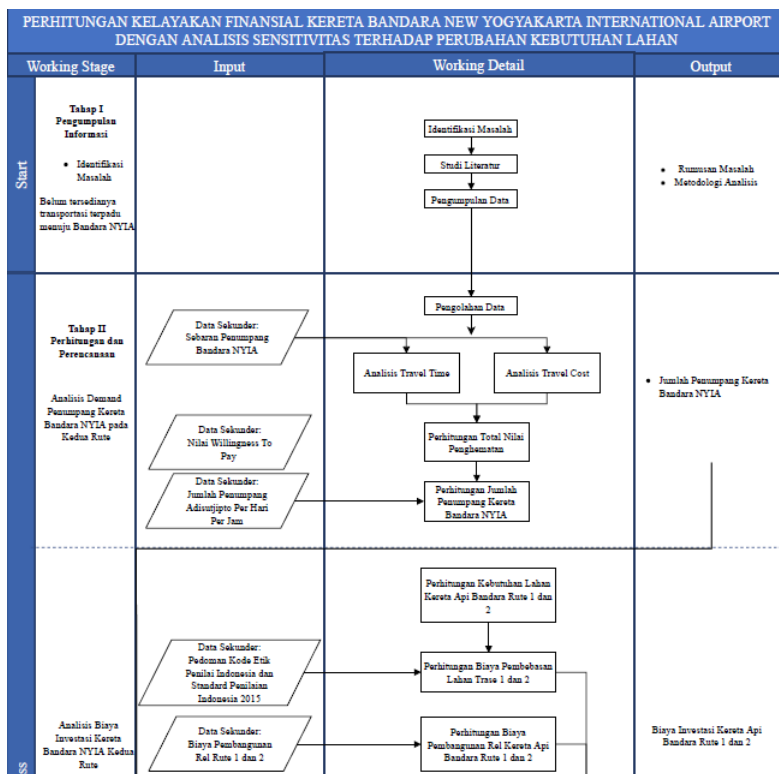 PERHITUNGAN KELAYAKAN FINANSIAL KERETA BANDARA NEW YOGYAKARTA INTERNATIONAL AIRPORT
DENGAN ANALISIS SENSITIVITAS TERHADAP PERUBAHAN KEBUTUHAN LAHAN
Working Stage
Input
Working Detail
Output
Start
Tahap I
Pengumpulan
Informasi
• Identifikasi
Masalah
Belum tersedianya
transportasi terpadu
menuju Bandara NYIA
Identifikasi Masalah
Studi Literatur
Pengumpulan Data
• Rumusan Masalah
• Metodologi Analisis
Tahap II
Perhitungan dan
Perencanaan
Analisis Demand
Penumpang Kereta
Bandara NYIA pada
Kedua Rute
Data Sekunder:
Sebaran Penumpang
Bandara NYIA
Data Sekunder:
Nilai Willingness To
Pay
Data Sekunder:
Jumlah Penumpang
Adisutjipto Per Hari
Per Jam
Pengolahan Data
Analisis Travel Time
Analisis Travel Cost
Perhitungan Total Nilai
Penghematan
Perhitungan Jumlah
Penumpang Kereta
Bandara NYIA
• Jumlah Penumpang Kereta
Bandara NYIA
ss
Analisis Biaya
Investasi Kereta
Bandara NYIA Kedua
Rute
Data Sekunder:
Pedoman Kode Etik
Penilai Indonesia dan
Standard Penilaian
Indonesia 2015
Data Sekunder:
Biaya Pembangunan
Rel Rute 1 dan 2
Perhitungan Kebutuhan Lahan
Kereta Api Bandara Rute 1 dan
2
Perhitungan Biaya Pembebasan
Lahan Trase 1 dan 2
Perhitungan Biaya
Pembangunan Rel Kereta Api
Bandara Rute 1 dan 2
Biaya Investasi Kereta Api
Bandara Rute 1 dan 2